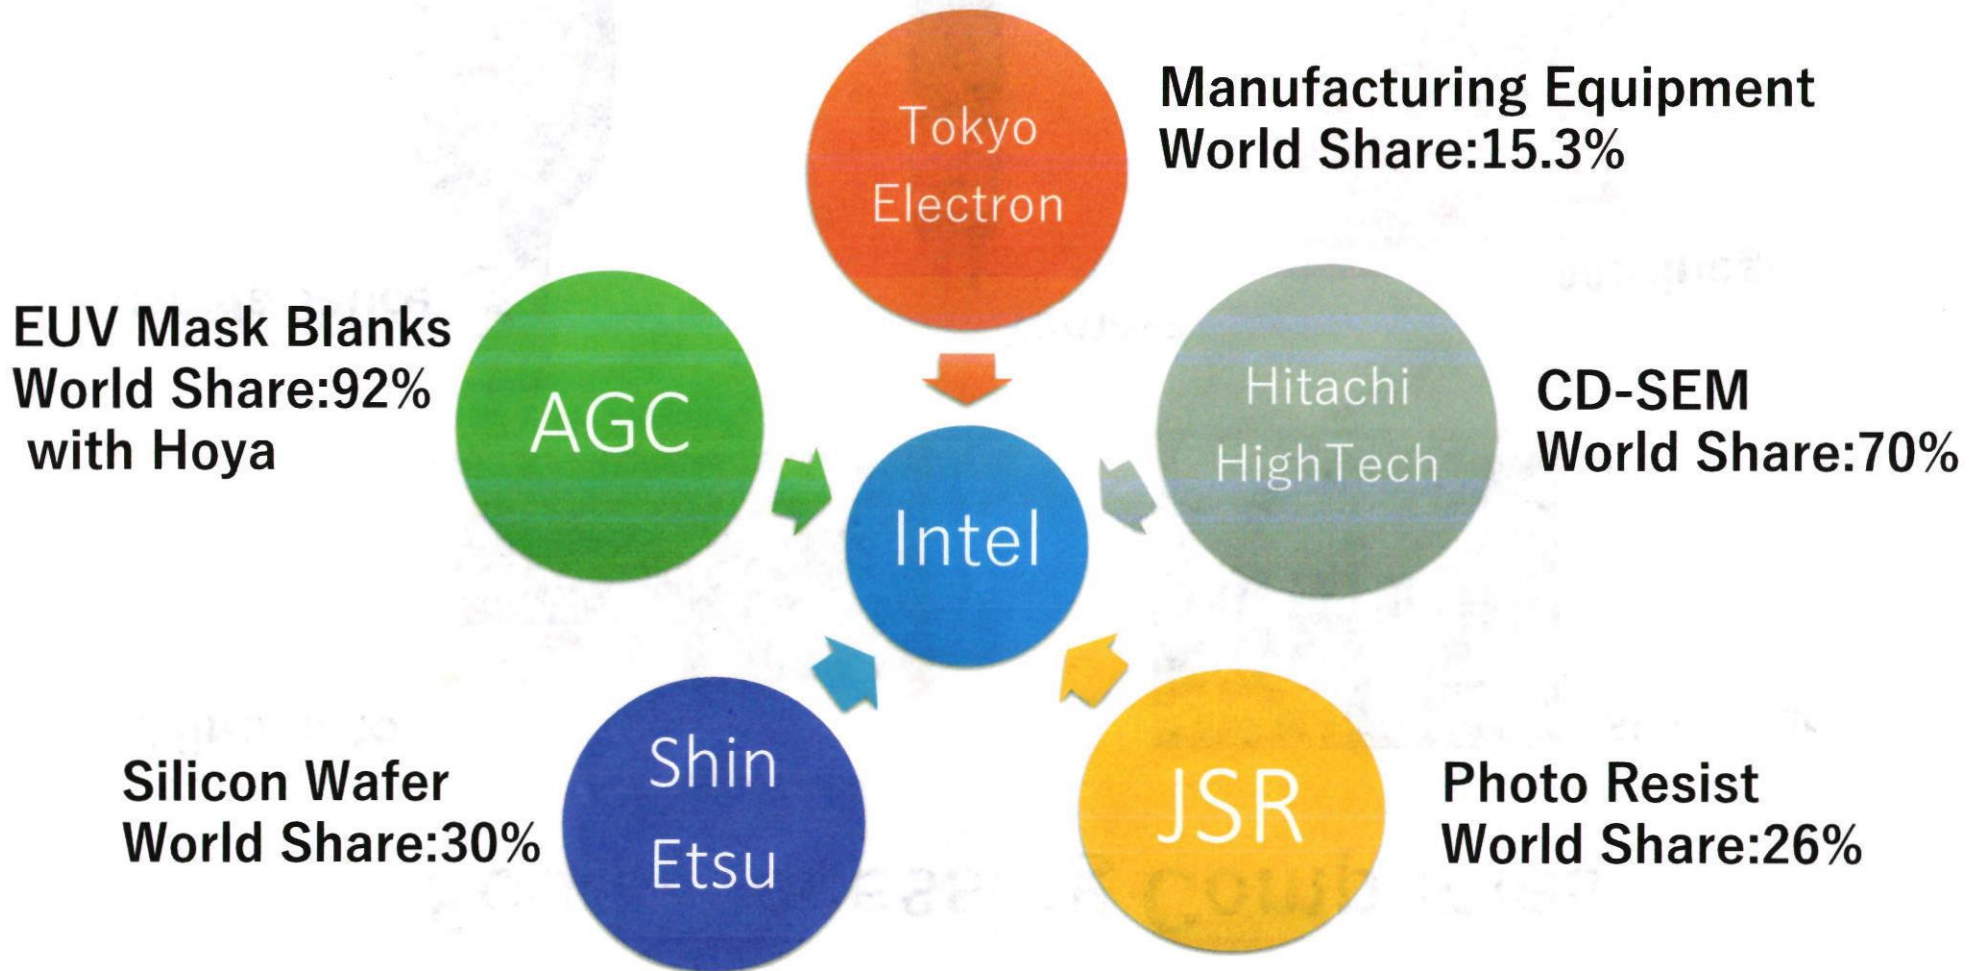 Tokyo
Electron
Manufacturing Equipment
World Share:15.3%
EUV Mask Blanks
World Share:92%
with Hoya
AGC
Hitachi
HighTech
CD-SEM
World Share:70%
Intel
Silicon Wafer
World Share:30%
Shin
Etsu
JSR
Photo Resist
World Share:26%